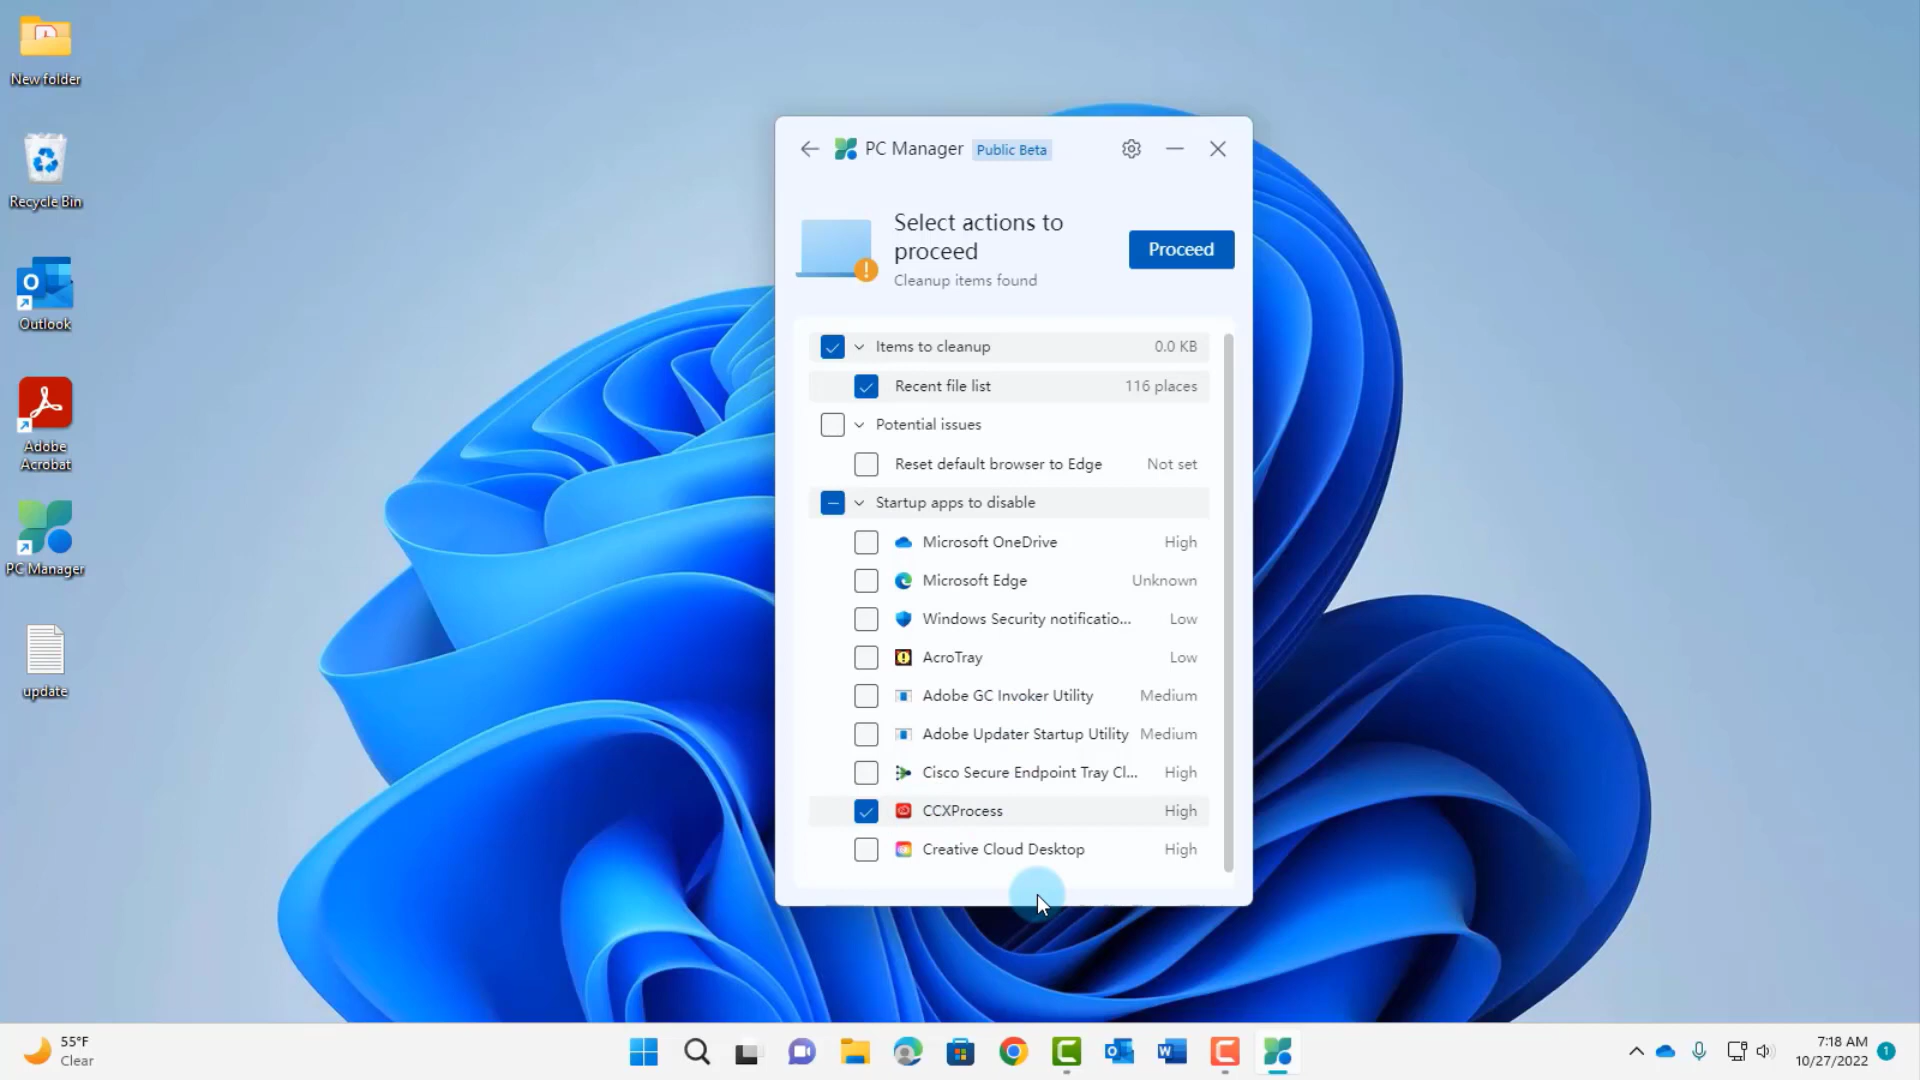 New folder
Recycle Bin
Outlook
Adobe
Acrobat
PC Manager
update
PC Manager Public Beta
Select actions to
proceed
Cleanup items found
Proceed
Items to cleanup 0.0 KB
Recent file list 116 places
Potential issues
Reset default browser to Edge Not set
Startup apps to disable
Microsoft OneDrive High
Microsoft Edge Unknown
Windows Security notificatio... Low
AcroTray Low
Adobe GC Invoker Utility Medium
Adobe Updater Startup Utility Medium
Cisco Secure Endpoint Tray Cl... High
CCXProcess High
Creative Cloud Desktop High
55°F
Clear
7:18 AM
10/27/2022
1